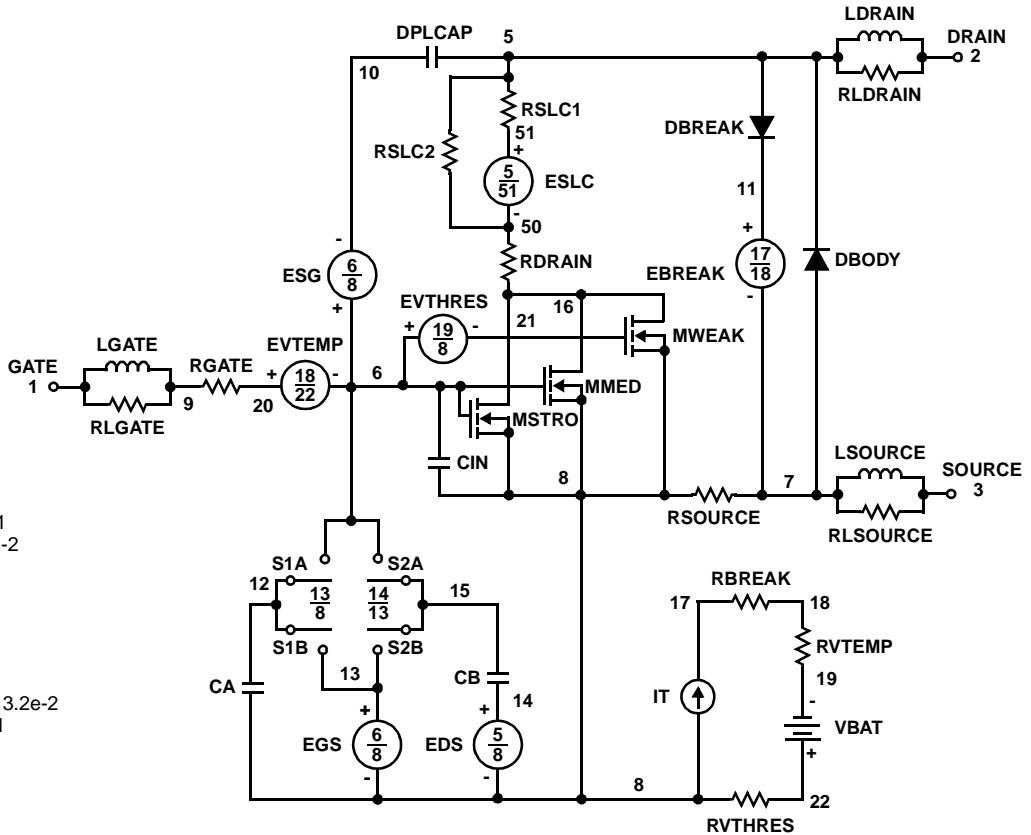 LDRAIN
DPLCAP 5 DRAIN
10 2
RSLC1 RLDRAIN
51 DBREAK
RSLC2 +
5
51 ESLC
11
-
50
+
-
17
18
RDRAIN DBODY
6
8
ESG EBREAK
EVTHRES 16 -
+
+ 19
8 - 21
LGATE EVTEMP MWEAK
GATE RGATE 6
1 + 18
22 - MMED
9 20
RLGATE MSTRO
LSOURCE
CIN 8 7 SOURCE
3
RSOURCE
RLSOURCE
-2
S1A S2A
12 RBREAK
13
8
14
13
15 17 18
S1B S2B RVTEMP
13 CB 19
CA IT -
14
3.2e-2 + + VBAT
EGS 6
8
EDS 5
8
+
- - 8
22
RVTHRES